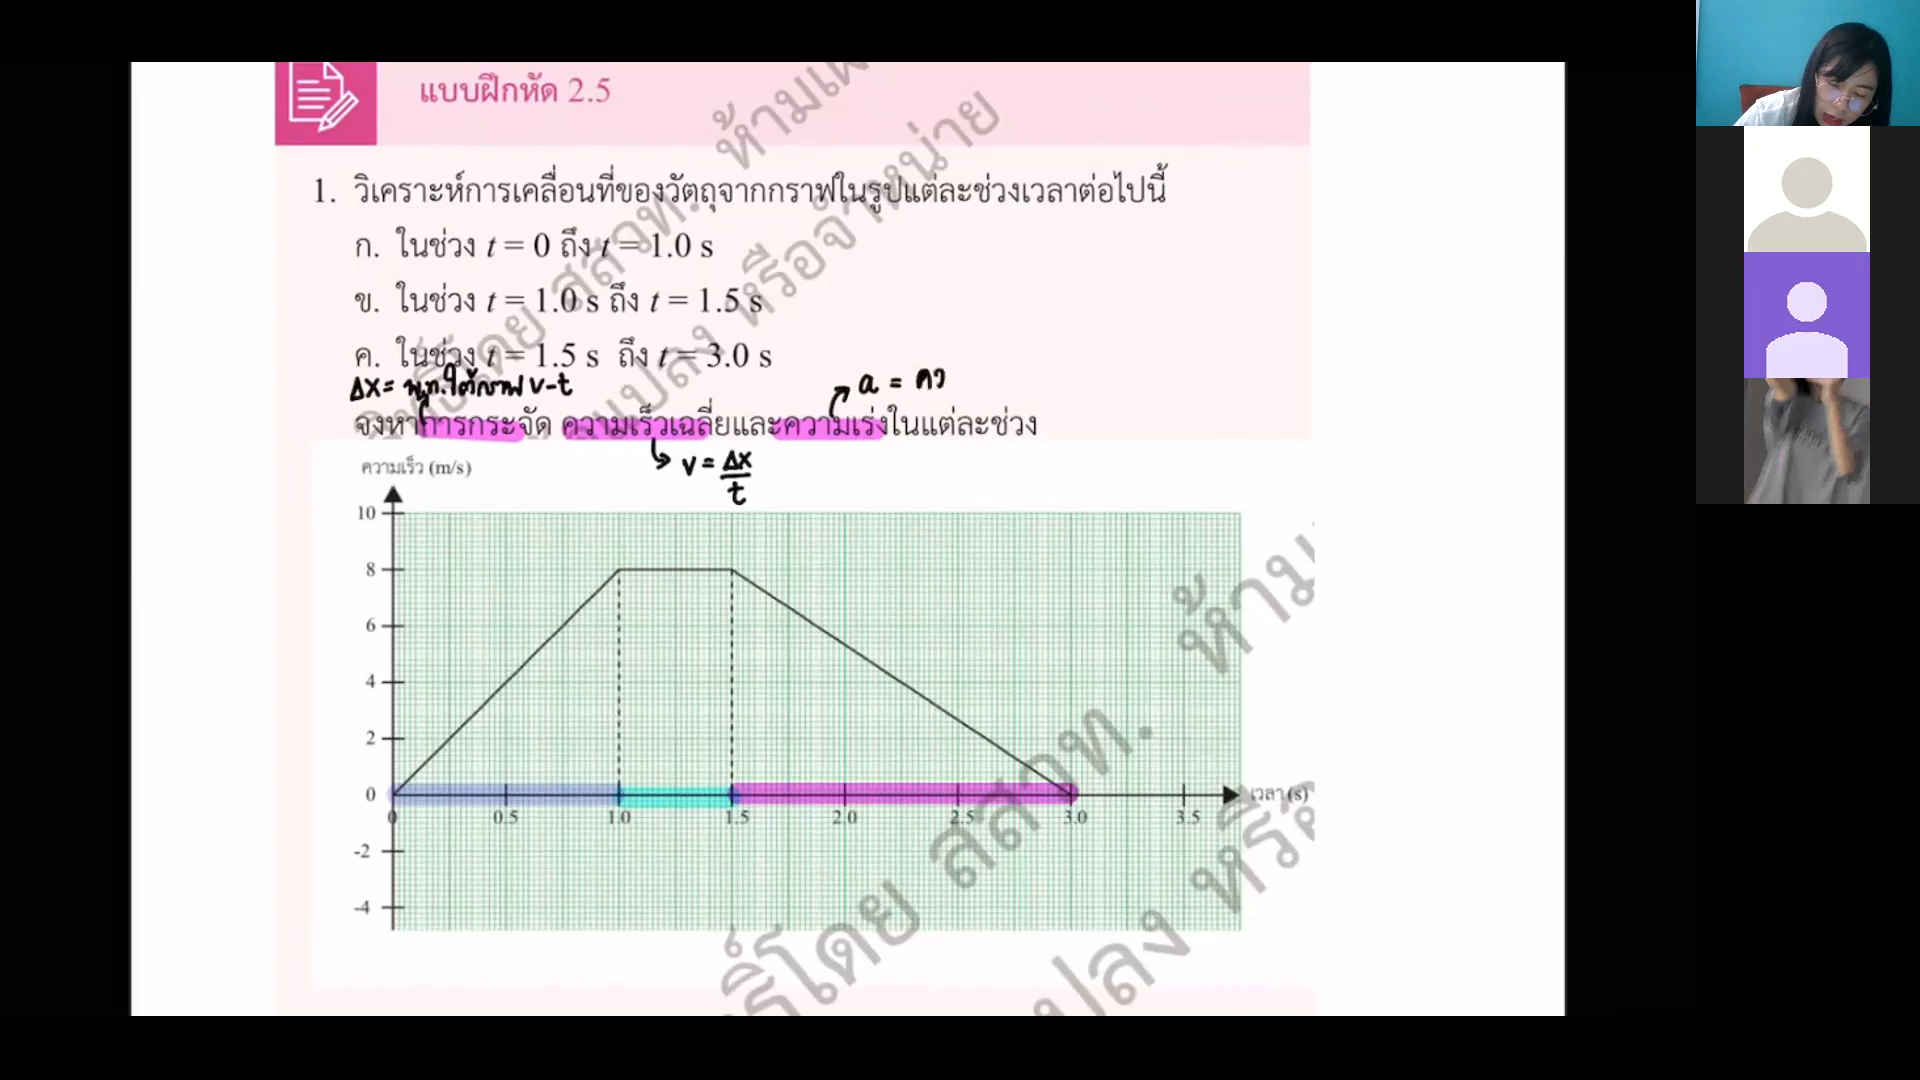 แบบฝึกหัด 2.5
1. วิเคราะห์การเคลื่อนที่ของวัตถุจากกราฟในรูปแต่ละช่วงเวลาต่อไปนี้
ก. ในช่วง t = 0 ถึง t = 1.0 s
ข. ในช่วง t = 1.0 s ถึง t = 1.5 s
ค. ในช่วง t = 1.5 s ถึง t = 3.0 s
Δx = พ.ท.ใต้กราฟ v-t
a = คว
จงหาการกระจัด ความเร็วเฉลี่ยและความเร่งในแต่ละช่วง
v = Δx/t
ความเร็ว (m/s)
10
8
6
4
2
0
-2
-4
0 0.5 1.0 1.5 2.0 2.5 3.0 3.5
เวลา (s)